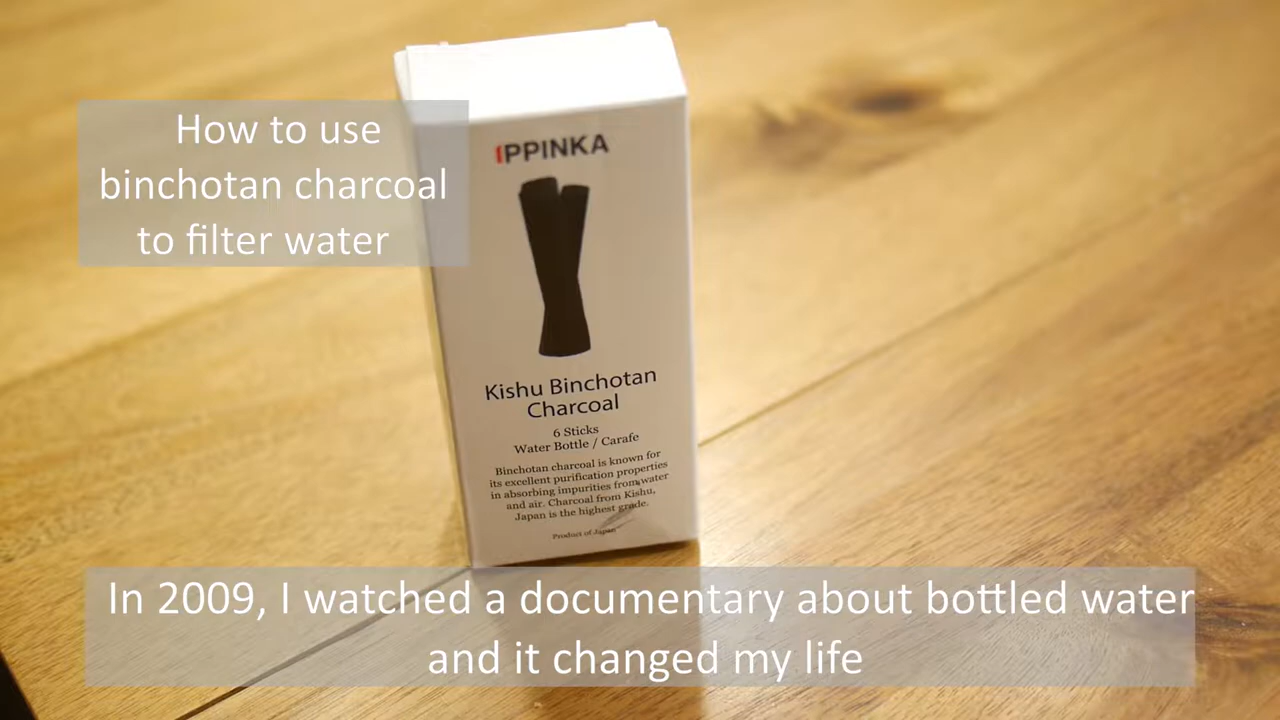 How to use
binchotan charcoal
to filter water
IPPINKA
Kishu Binchotan
Charcoal
6 Sticks
Water Bottle / Carafe
Binchotan charcoal is known for
its excellent purification properties
in absorbing impurities from water
and air. Charcoal from Kishu,
Japan is the highest grade.
Product of Japan
In 2009, I watched a documentary about bottled water
and it changed my life